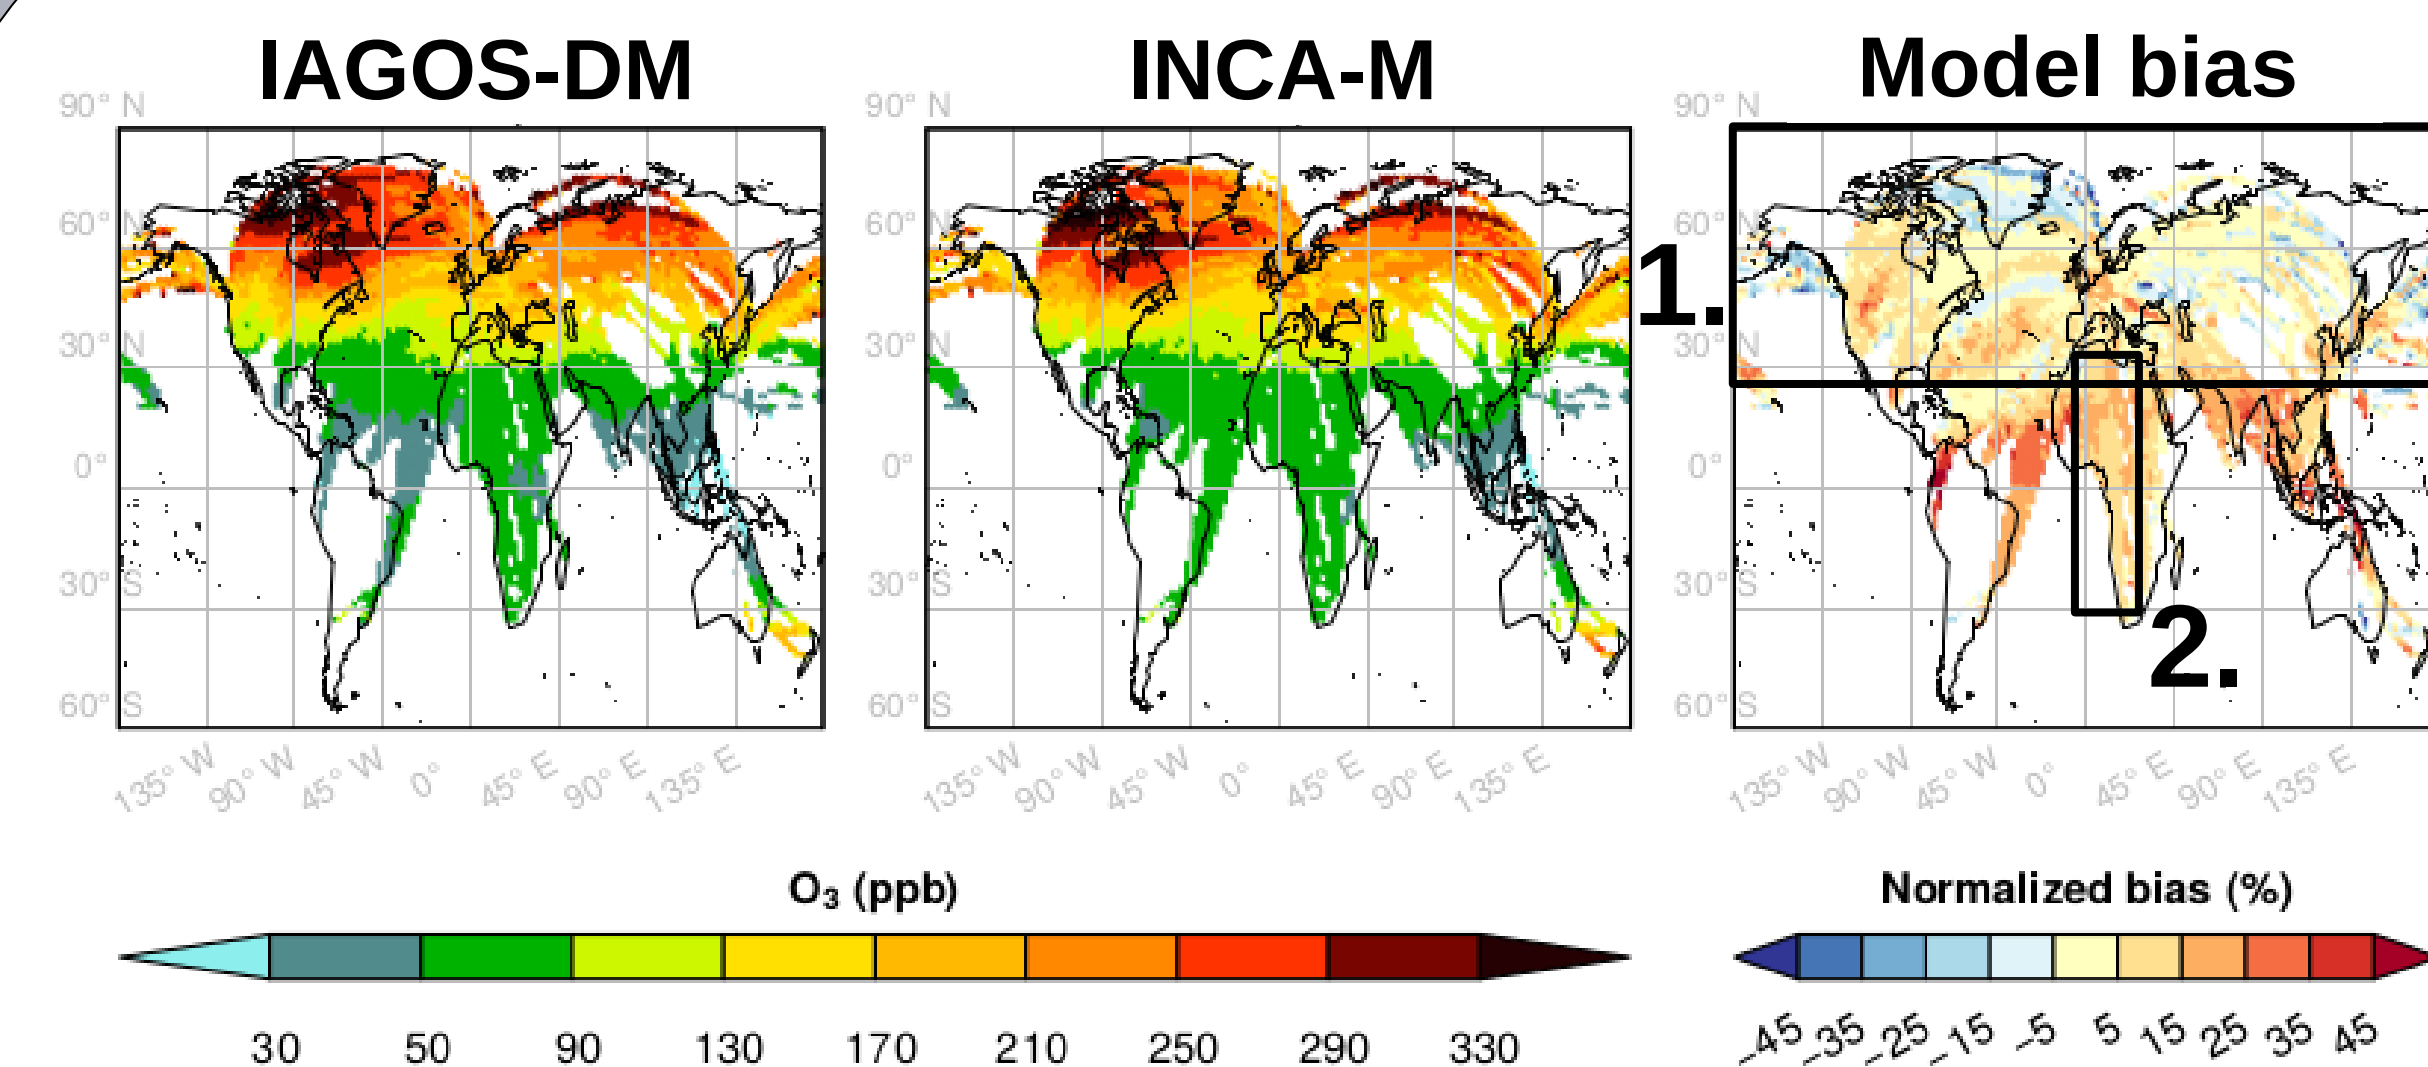 IAGOS-DM
INCA-M
Model bias
90° N
90° N
90° N
60° N
60° N
60° N
1.
30° N
30° N
30° N
0°
0°
0°
30° S
30° S
30° S
2.
60° S
60° S
60° S
135° W 90° W 45° W 0° 45° E 90° E 135° E
135° W 90° W 45° W 0° 45° E 90° E 135° E
135° W 90° W 45° W 0° 45° E 90° E 135° E
O₃ (ppb)
30 50 90 130 170 210 250 290 330
Normalized bias (%)
−45 −35 −25 −15 −5 5 15 25 35 45